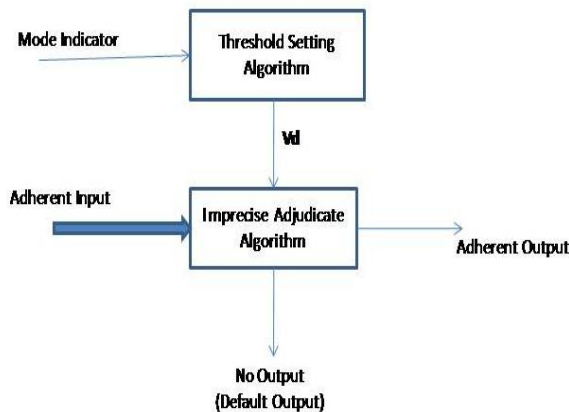 Mode Indicator
Threshold Setting
Algorithm
Vd
Adherent Input
Imprecise Adjudicate
Algorithm
Adherent Output
No Output
(Default Output)